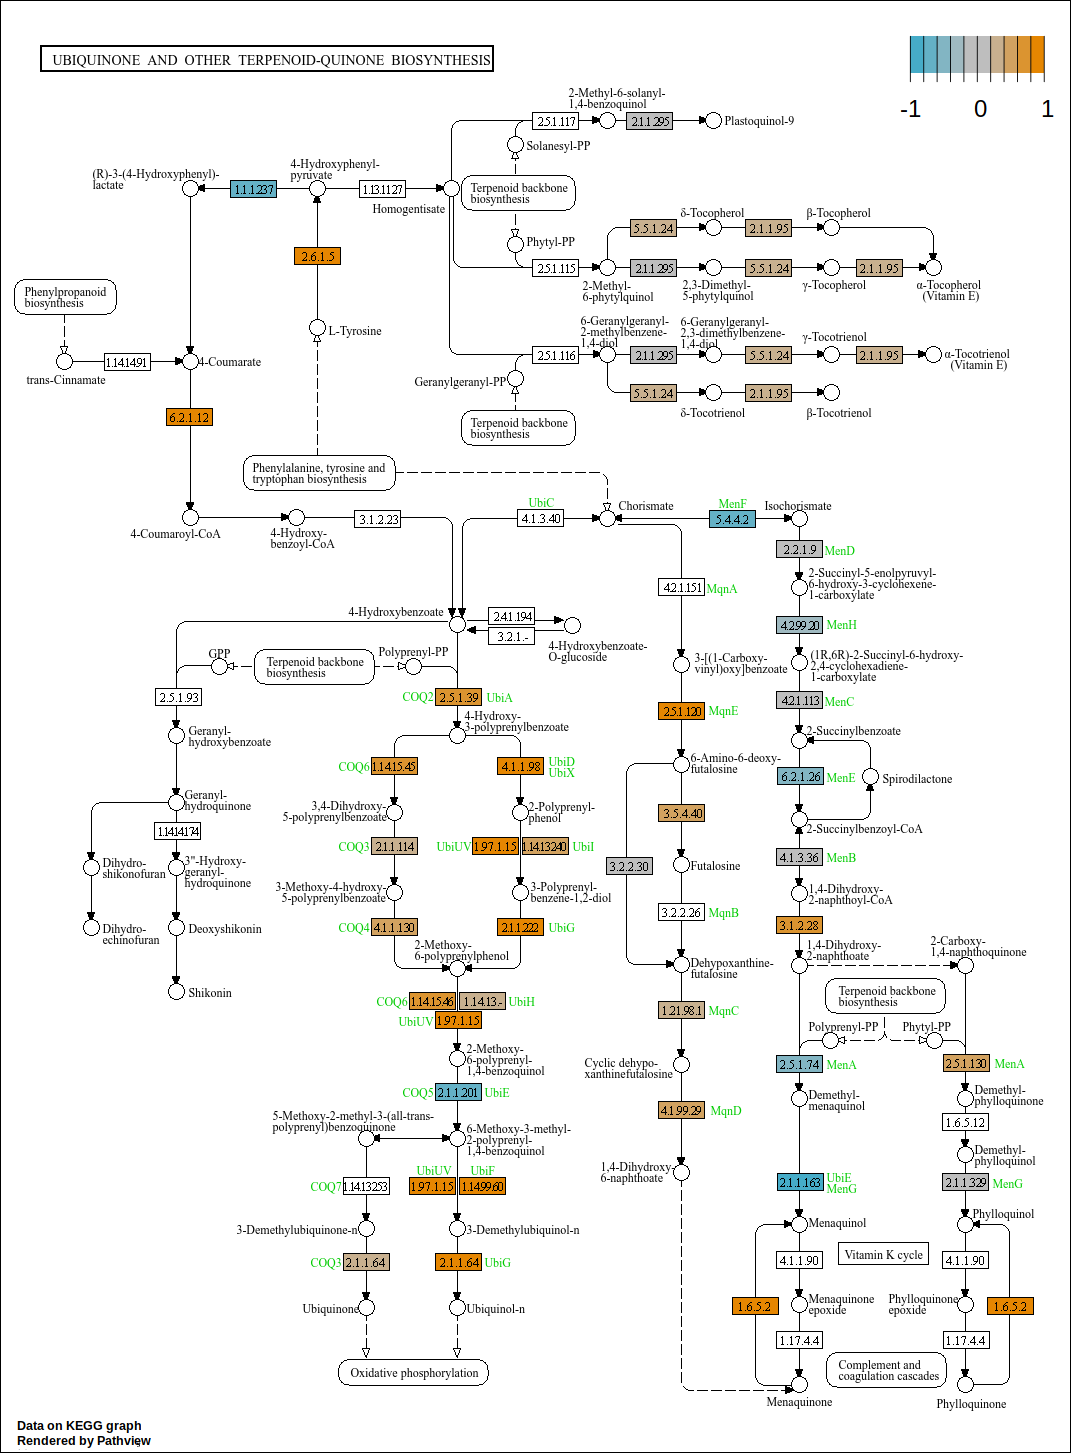 UBIQUINONE AND OTHER TERPENOID-QUINONE BIOSYNTHESIS
-1 0 1
2-Methyl-6-solanyl-
1,4-benzoquinol
2.5.1.117
2.1.1.295
Plastoquinol-9
Solanesyl-PP
(R)-3-(4-Hydroxyphenyl)-
lactate
1.1.1.237
4-Hydroxyphenyl-
pyruvate
1.13.11.27
Homogentisate
Terpenoid backbone
biosynthesis
Phytyl-PP
2.6.1.5
2.5.1.115
2-Methyl-
6-phytylquinol
5.5.1.24
δ-Tocopherol
2.1.1.95
β-Tocopherol
2.1.1.295
2,3-Dimethyl-
5-phytylquinol
5.5.1.24
γ-Tocopherol
2.1.1.95
α-Tocopherol
(Vitamin E)
Phenylpropanoid
biosynthesis
L-Tyrosine
trans-Cinnamate
1.14.14.91
4-Coumarate
6-Geranylgeranyl-
2-methylbenzene-
1,4-diol
6-Geranylgeranyl-
2,3-dimethylbenzene-
1,4-diol
2.5.1.116
2.1.1.295
5.5.1.24
γ-Tocotrienol
2.1.1.95
α-Tocotrienol
(Vitamin E)
Geranylgeranyl-PP
5.5.1.24
δ-Tocotrienol
2.1.1.95
β-Tocotrienol
Terpenoid backbone
biosynthesis
6.2.1.12
Phenylalanine, tyrosine and
tryptophan biosynthesis
4-Coumaroyl-CoA
4-Hydroxy-
benzoyl-CoA
3.1.2.23
UbiC
4.1.3.40
Chorismate
MenF
5.4.4.2
Isochorismate
2.2.1.9
MenD
2-Succinyl-5-enolpyruvyl-
6-hydroxy-3-cyclohexene-
1-carboxylate
4.2.1.151
MqnA
4.2.99.20
MenH
4-Hydroxybenzoate
2.4.1.194
3.2.1.-
4-Hydroxybenzoate-
O-glucoside
3-[(1-Carboxy-
vinyl)oxy]benzoate
(1R,6R)-2-Succinyl-6-hydroxy-
2,4-cyclohexadiene-
1-carboxylate
GPP
Terpenoid backbone
biosynthesis
Polyprenyl-PP
2.5.1.93
COQ2
2.5.1.39
UbiA
2.5.1.120
MqnE
4.2.1.113
MenC
Geranyl-
hydroxybenzoate
4-Hydroxy-
3-polyprenylbenzoate
2-Succinylbenzoate
COQ6
1.14.15.45
4.1.1.98
UbiD
UbiX
6-Amino-6-deoxy-
futalosine
6.2.1.26
MenE
Spirodilactone
Geranyl-
hydroquinone
3,4-Dihydroxy-
5-polyprenylbenzoate
2-Polyprenyl-
phenol
3.5.4.40
2-Succinylbenzoyl-CoA
1.14.14.174
COQ3
2.1.1.114
UbiUV
1.97.1.15
1.14.13.240
UbiI
3.2.2.30
Futalosine
4.1.3.36
MenB
Dihydro-
shikonofuran
3"-Hydroxy-
geranyl-
hydroquinone
3-Methoxy-4-hydroxy-
5-polyprenylbenzoate
3-Polyprenyl-
benzene-1,2-diol
1,4-Dihydroxy-
2-naphthoyl-CoA
3.2.2.26
MqnB
3.1.2.28
Dihydro-
echinofuran
Deoxyshikonin
COQ4
4.1.1.130
2.1.1.222
UbiG
2-Methoxy-
6-polyprenylphenol
Dehypoxanthine-
futalosine
1,4-Dihydroxy-
2-naphthoate
2-Carboxy-
1,4-naphthoquinone
Shikonin
COQ6
1.14.15.46
1.14.13.-
UbiH
UbiUV
1.97.1.15
1.21.98.1
MqnC
Terpenoid backbone
biosynthesis
Polyprenyl-PP
Phytyl-PP
2-Methoxy-
6-polyprenyl-
1,4-benzoquinol
Cyclic dehypo-
xanthinefutalosine
2.5.1.74
MenA
2.5.1.130
MenA
COQ5
2.1.1.201
UbiE
4.1.99.29
MqnD
Demethyl-
menaquinol
Demethyl-
phylloquinone
1.6.5.12
5-Methoxy-2-methyl-3-(all-trans-
polyprenyl)benzoquinone
6-Methoxy-3-methyl-
2-polyprenyl-
1,4-benzoquinol
Demethyl-
phylloquinol
1,4-Dihydroxy-
6-naphthoate
UbiUV
UbiF
COQ7
1.14.13.253
1.97.1.15
1.14.99.60
2.1.1.163
UbiE
MenG
2.1.1.329
MenG
3-Demethylubiquinone-n
3-Demethylubiquinol-n
Menaquinol
Phylloquinol
COQ3
2.1.1.64
2.1.1.64
UbiG
4.1.1.90
Vitamin K cycle
4.1.1.90
Ubiquinone
Ubiquinol-n
1.6.5.2
Menaquinone
epoxide
Phylloquinone
epoxide
1.6.5.2
1.17.4.4
1.17.4.4
Oxidative phosphorylation
Complement and
coagulation cascades
Menaquinone
Phylloquinone
Data on KEGG graph
Rendered by Pathview